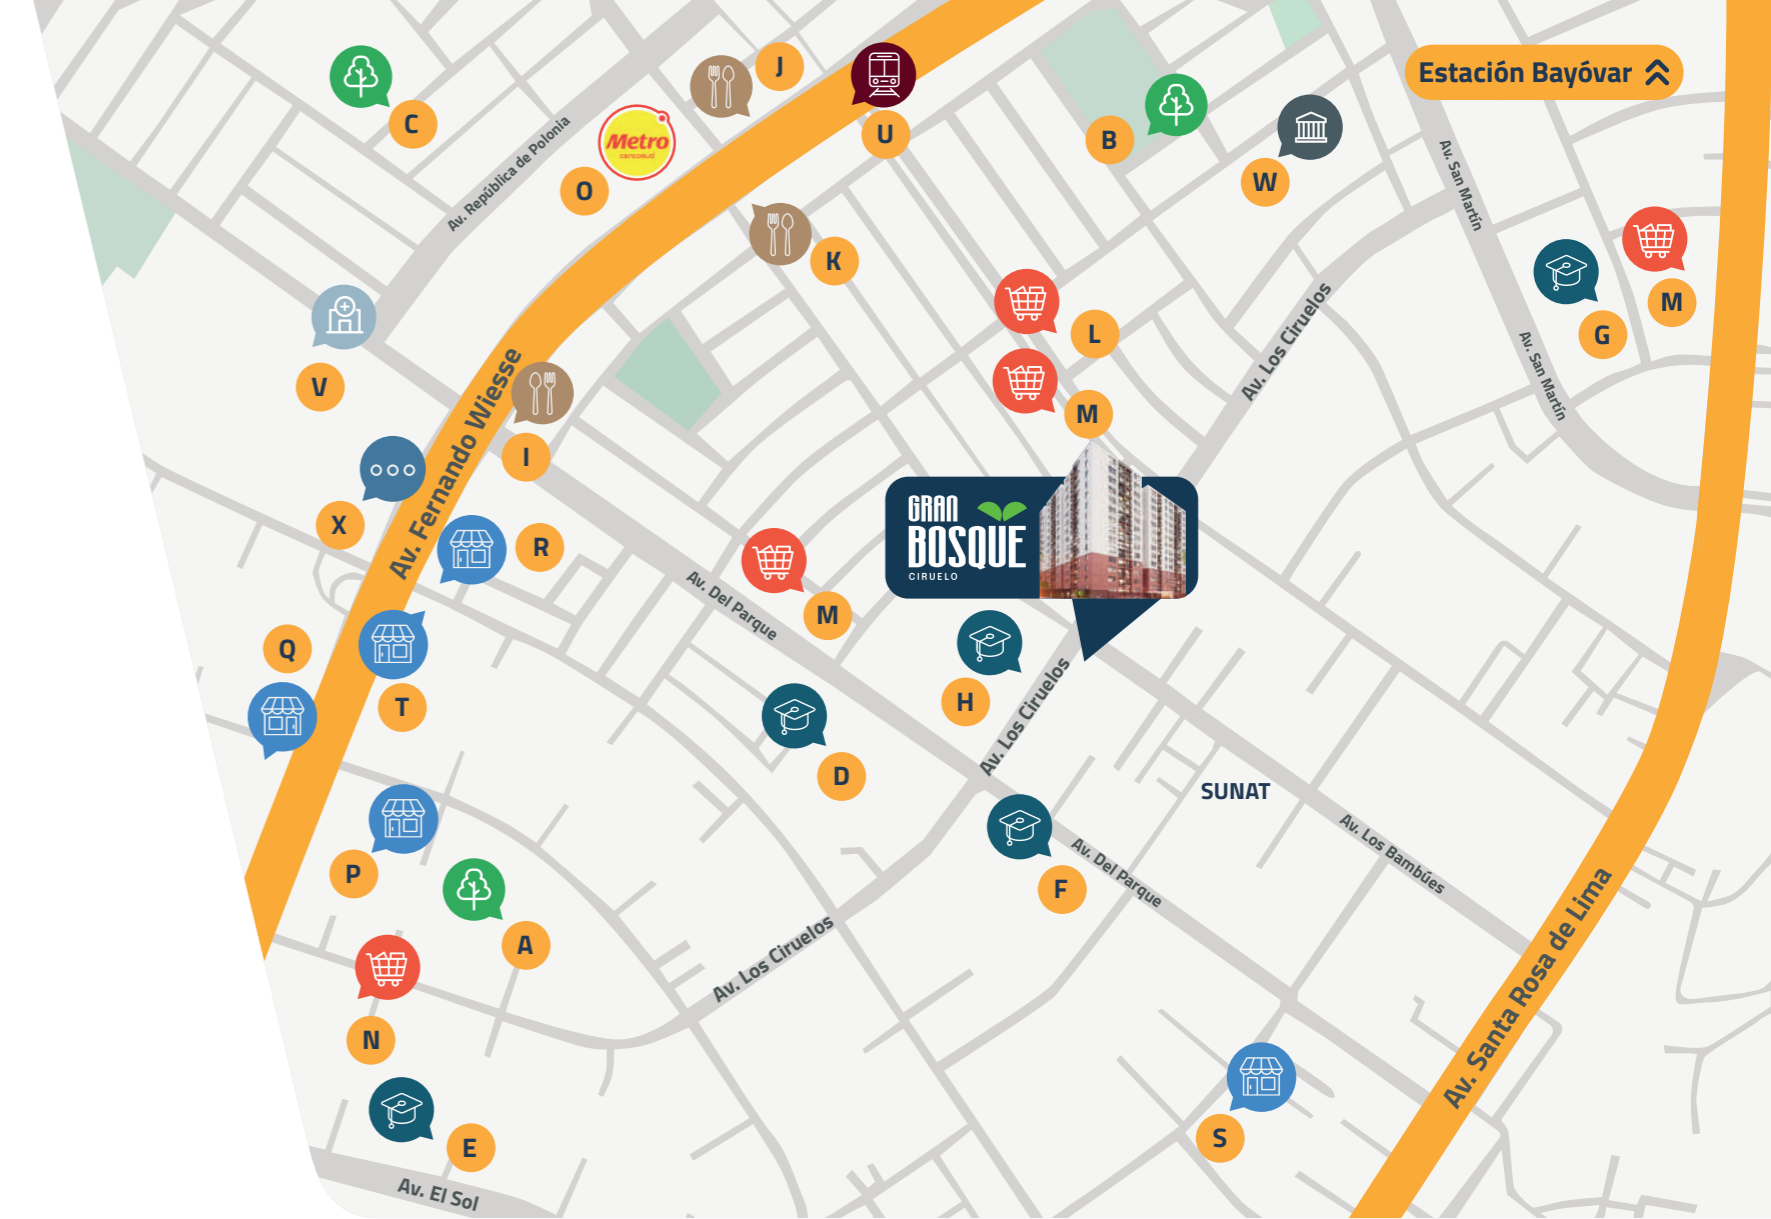 Estación Bayóvar
J
C
U
B
Metro
cencosud
Av. República de Polonia
Av. San Martín
W
O
K
M
G
L
Av. Los Ciruelos
Av. San Martín
V
M
Av. Fernando Wiesse
I
X
R
GRAN
BOSQUE
CIRUELO
Av. Del Parque
M
Q
T
H
Av. Los Ciruelos
D
SUNAT
P
F
Av. Del Parque
Av. Los Bambúes
A
Av. Los Ciruelos
Av. Santa Rosa de Lima
N
S
E
Av. El Sol